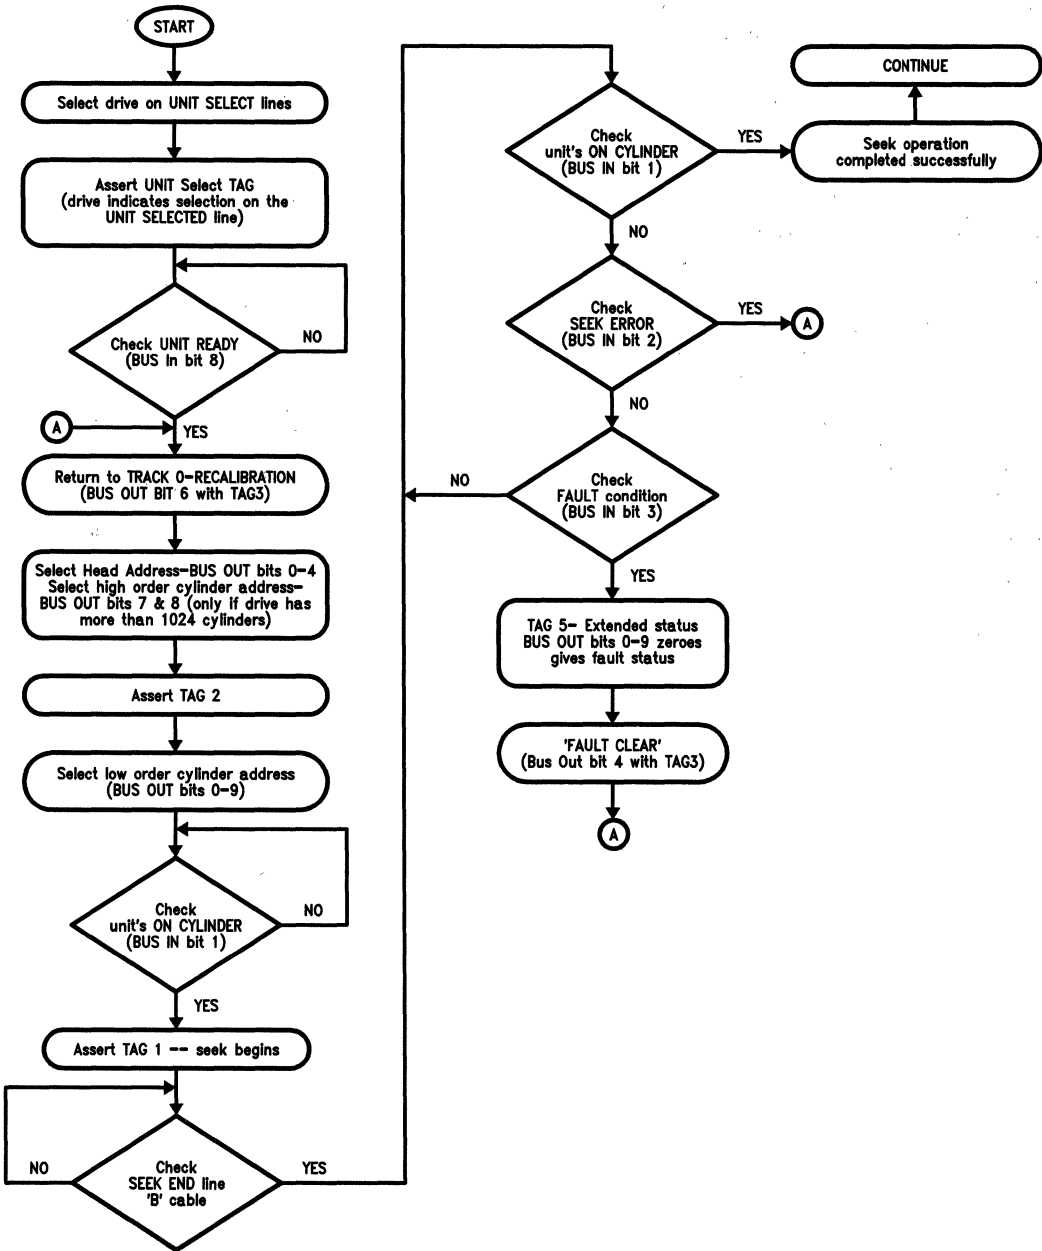 START
Select drive on UNIT SELECT lines
Assert UNIT Select TAG
(drive indicates selection on the
UNIT SELECTED line)
Check UNIT READY
(BUS In bit 8)
NO
A
YES
Return to TRACK 0-RECALIBRATION
(BUS OUT BIT 6 with TAG3)
Select Head Address-BUS OUT bits 0-4
Select high order cylinder address-
BUS OUT bits 7 & 8 (only if drive has
more than 1024 cylinders)
Assert TAG 2
Select low order cylinder address
(BUS OUT bits 0-9)
Check
unit's ON CYLINDER
(BUS IN bit 1)
NO
YES
Assert TAG 1 -- seek begins
NO
Check
SEEK END line
'B' cable
YES
Check
unit's ON CYLINDER
(BUS IN bit 1)
YES
Seek operation
completed successfully
CONTINUE
NO
Check
SEEK ERROR
(BUS IN bit 2)
YES
A
NO
Check
FAULT condition
(BUS IN bit 3)
NO
YES
TAG 5- Extended status
BUS OUT bits 0-9 zeroes
gives fault status
'FAULT CLEAR'
(Bus Out bit 4 with TAG3)
A